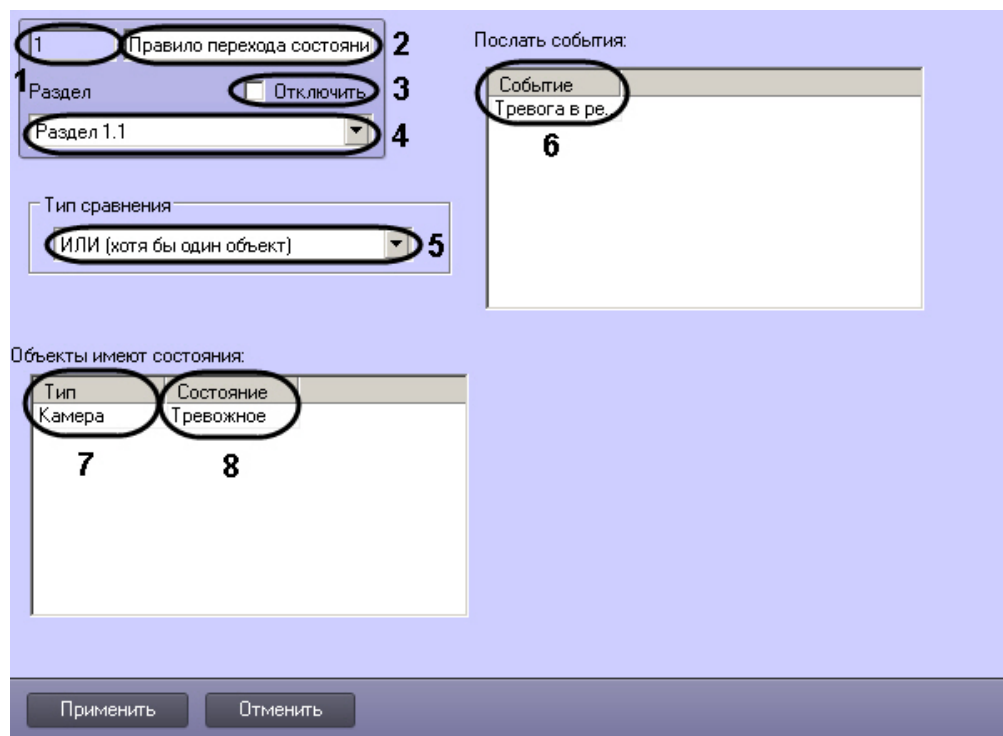 1 Правило перехода состояни 2
1
Раздел Отключить 3
Раздел 1.1 4
Тип сравнения
ИЛИ (хотя бы один объект) 5
Послать события:
Событие
Тревога в ре...
6
Объекты имеют состояния:
Тип Состояние
Камера Тревожное
7 8
Применить Отменить